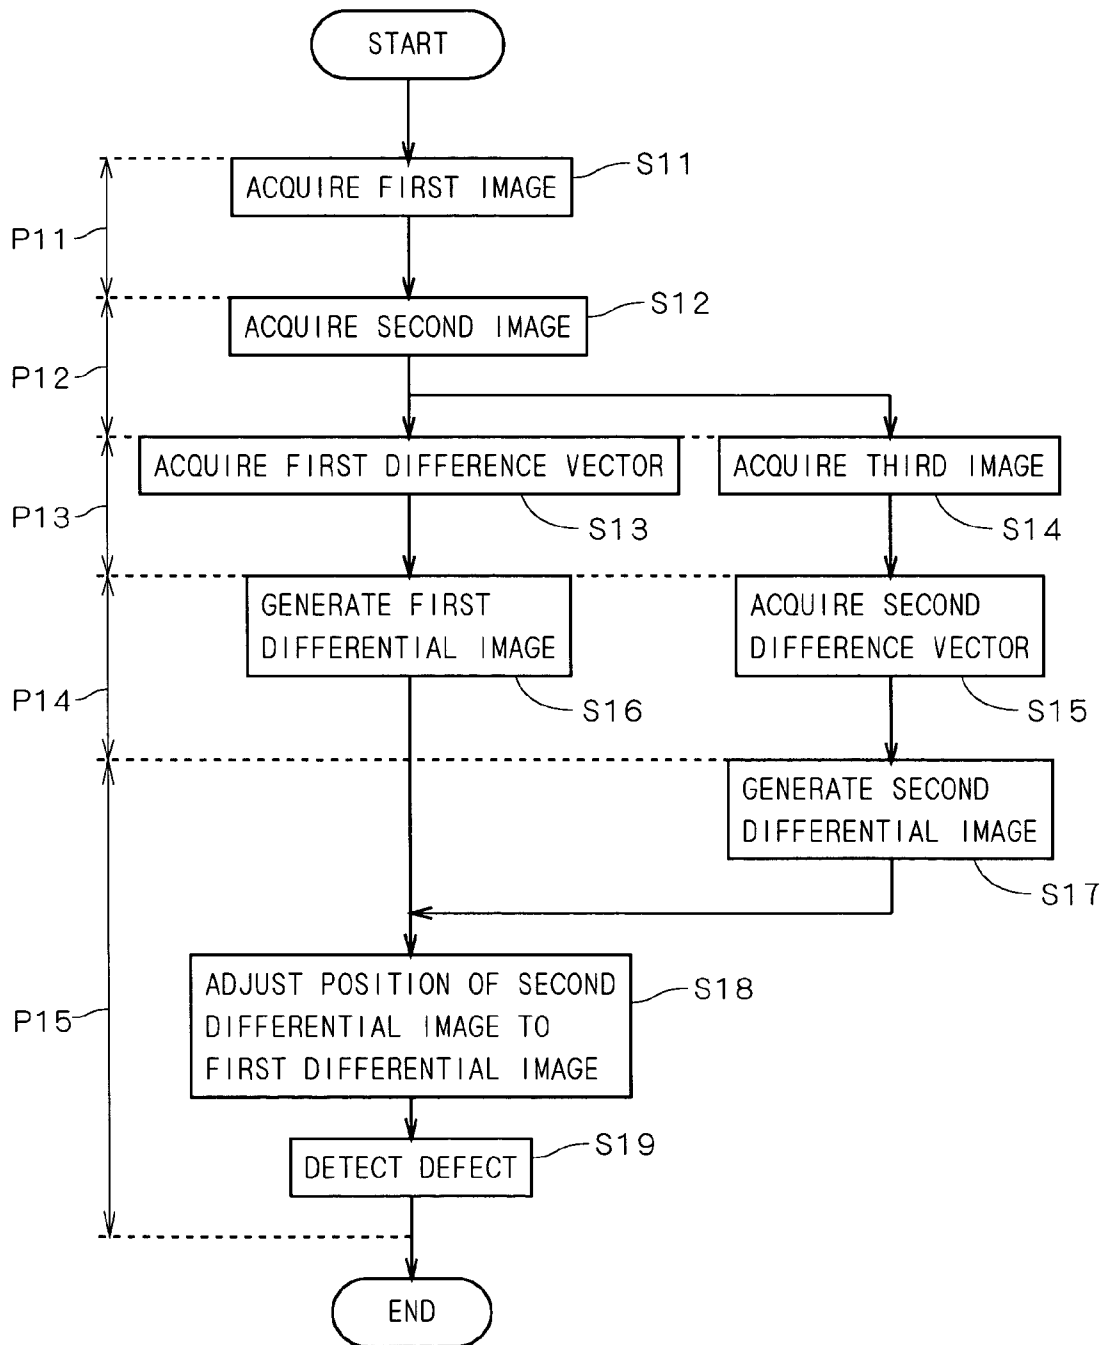 START
ACQUIRE FIRST IMAGE
S11
P11
ACQUIRE SECOND IMAGE
S12
P12
ACQUIRE FIRST DIFFERENCE VECTOR
S13
ACQUIRE THIRD IMAGE
S14
P13
GENERATE FIRST
DIFFERENTIAL IMAGE
S16
ACQUIRE SECOND
DIFFERENCE VECTOR
S15
P14
GENERATE SECOND
DIFFERENTIAL IMAGE
S17
ADJUST POSITION OF SECOND
DIFFERENTIAL IMAGE TO
FIRST DIFFERENTIAL IMAGE
S18
P15
DETECT DEFECT
S19
END